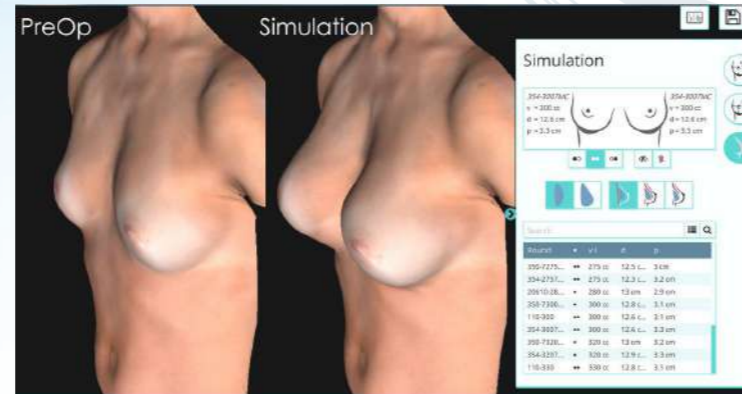 PreOp
Simulation
Simulation
354-3007MC
v = 300 cc
d = 12.6 cm
p = 3.3 cm
354-3007MC
v = 300 cc
d = 12.6 cm
p = 3.3 cm
Search
Round v↕ d p
350-7275... •• 275 cc 12.5 c... 3 cm
354-2757... •• 275 cc 12.3 c... 3.2 cm
20610-28... • 280 cc 13 cm 2.9 cm
350-7300... • 300 cc 12.8 c... 3.1 cm
110-300 •• 300 cc 12.6 c... 3.1 cm
354-3007... •• 300 cc 12.6 c... 3.3 cm
350-7320... • 320 cc 13 cm 3.2 cm
354-3207... • 320 cc 12.9 c... 3.3 cm
110-330 •• 330 cc 12.8 c... 3.1 cm